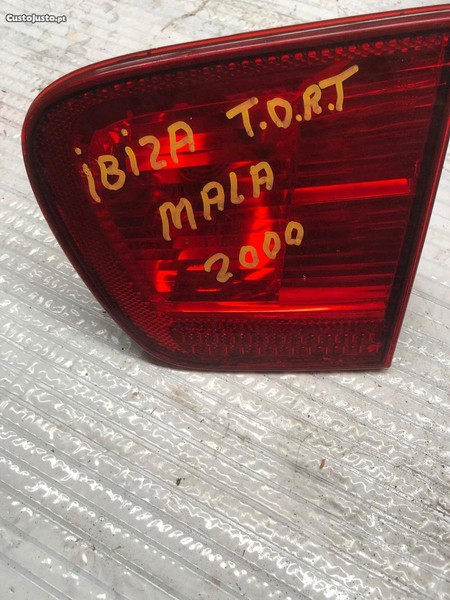 CustoJusto.pt
iBiZA T.D.R.T
MALA
2000